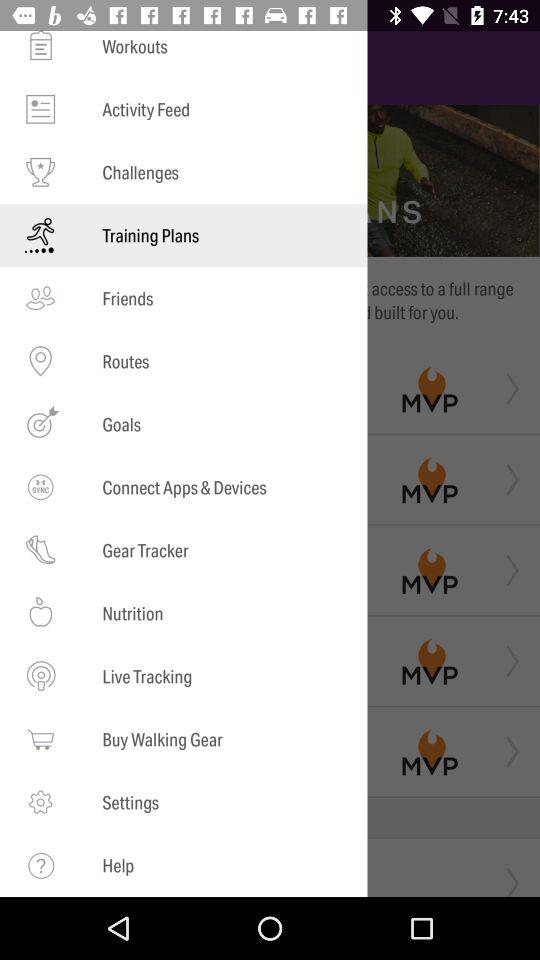 7:43
Workouts
Activity Feed
Challenges
Training Plans
ANS
Friends
access to a full range
built for you.
Routes
MVP
Goals
Connect Apps & Devices
SYNC
MVP
Gear Tracker
MVP
Nutrition
Live Tracking
MVP
Buy Walking Gear
MVP
Settings
Help